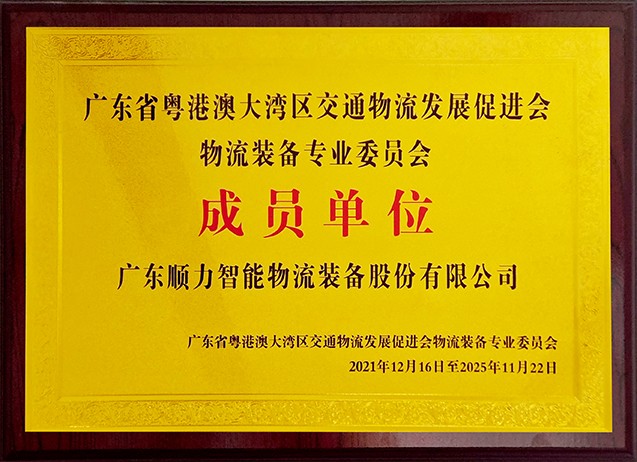 广东省粤港澳大湾区交通物流发展促进会
物流装备专业委员会
成员单位
广东顺力智能物流装备股份有限公司
广东省粤港澳大湾区交通物流发展促进会物流装备专业委员会
2021年12月16日至2025年11月22日